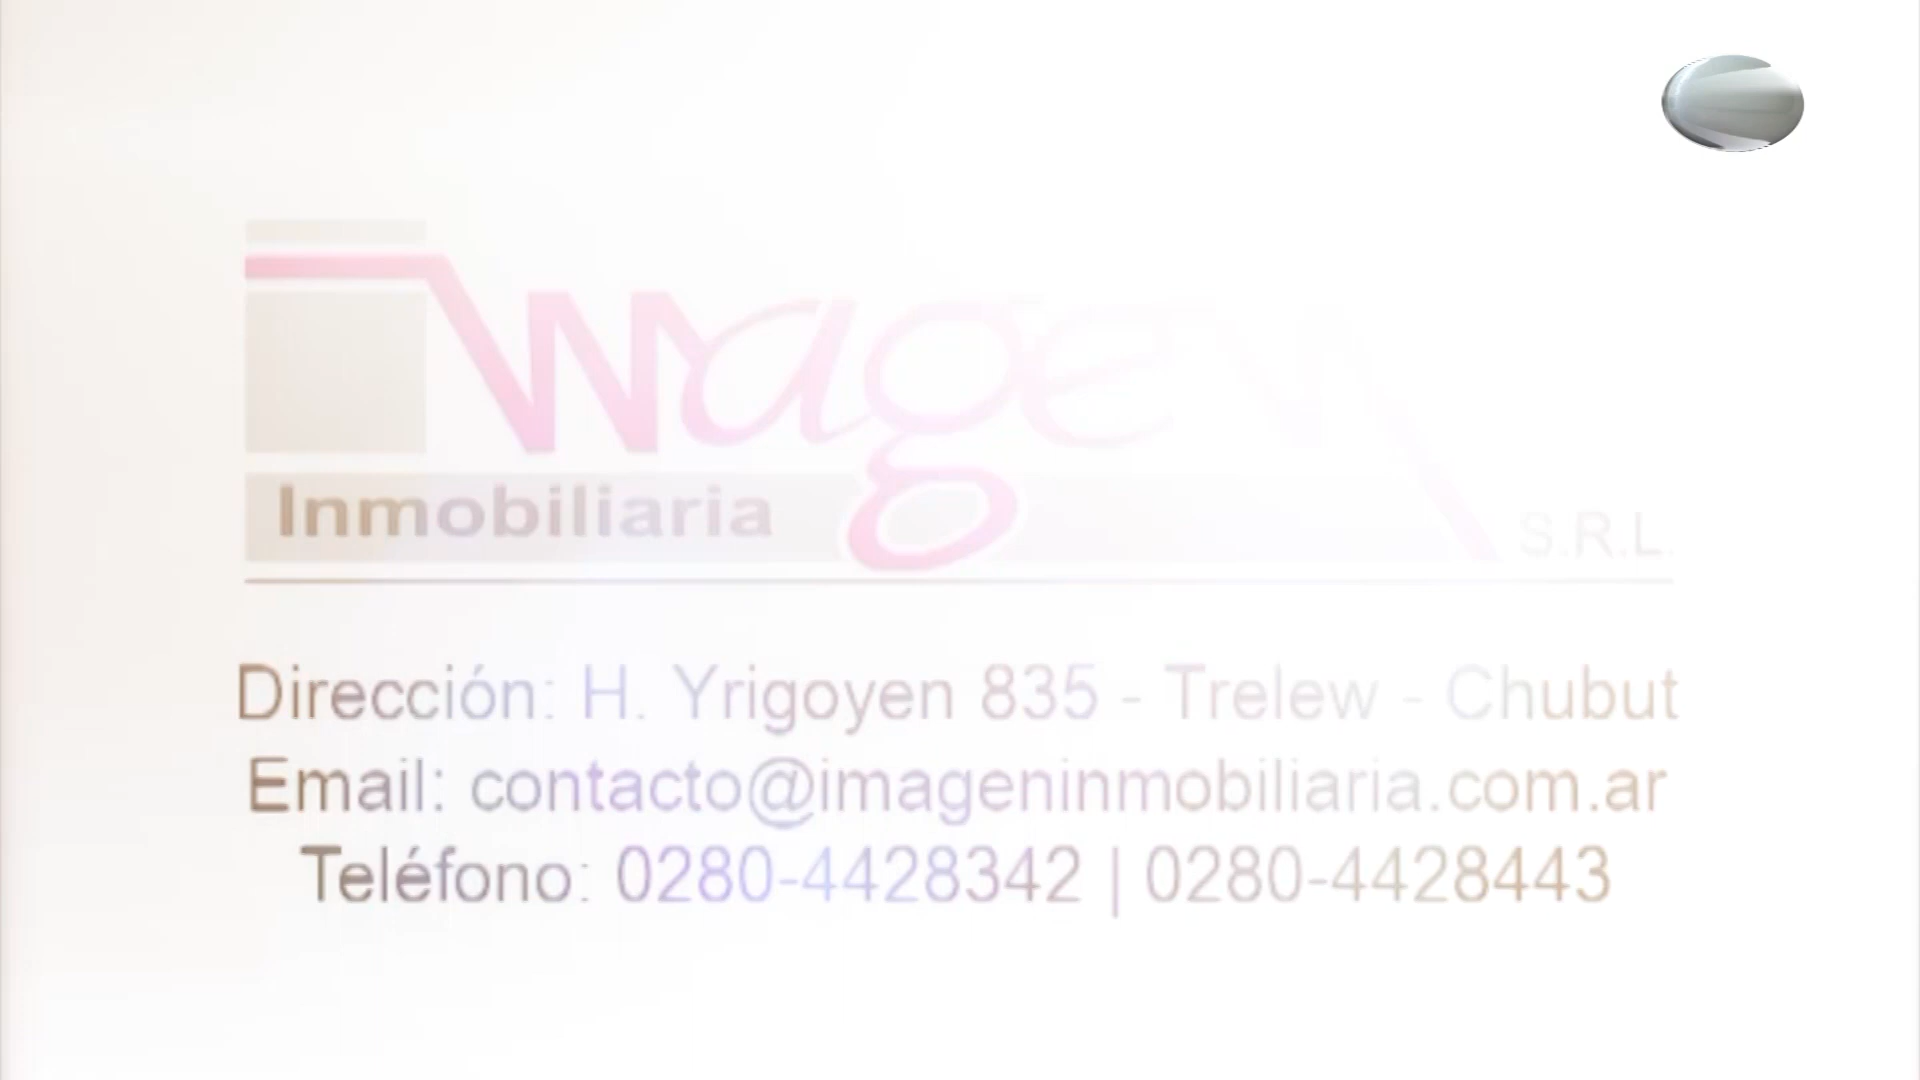 Imagen
Inmobiliaria
S.R.L.
Dirección: H. Yrigoyen 835 - Trelew - Chubut
Email: contacto@imageninmobiliaria.com.ar
Teléfono: 0280-4428342 | 0280-4428443